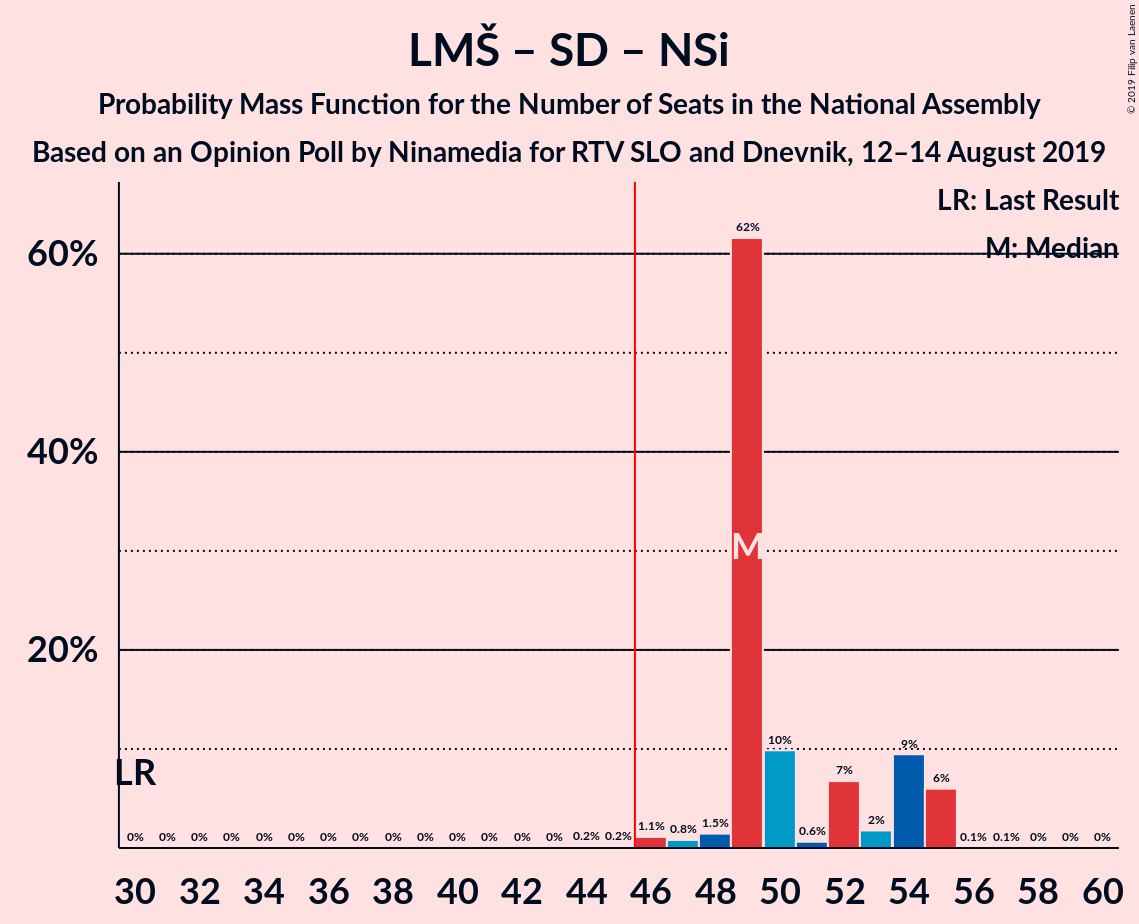 LMŠ – SD – NSi
Probability Mass Function for the Number of Seats in the National Assembly
Based on an Opinion Poll by Ninamedia for RTV SLO and Dnevnik, 12–14 August 2019
© 2019 Filip van Laenen
LR: Last Result
M: Median
60%
40%
20%
LR
M
0% 0% 0% 0% 0% 0% 0% 0% 0% 0% 0% 0% 0% 0% 0.2% 0.2% 1.1% 0.8% 1.5% 62% 10% 0.6% 7% 2% 9% 6% 0.1% 0.1% 0% 0% 0%
30 32 34 36 38 40 42 44 46 48 50 52 54 56 58 60